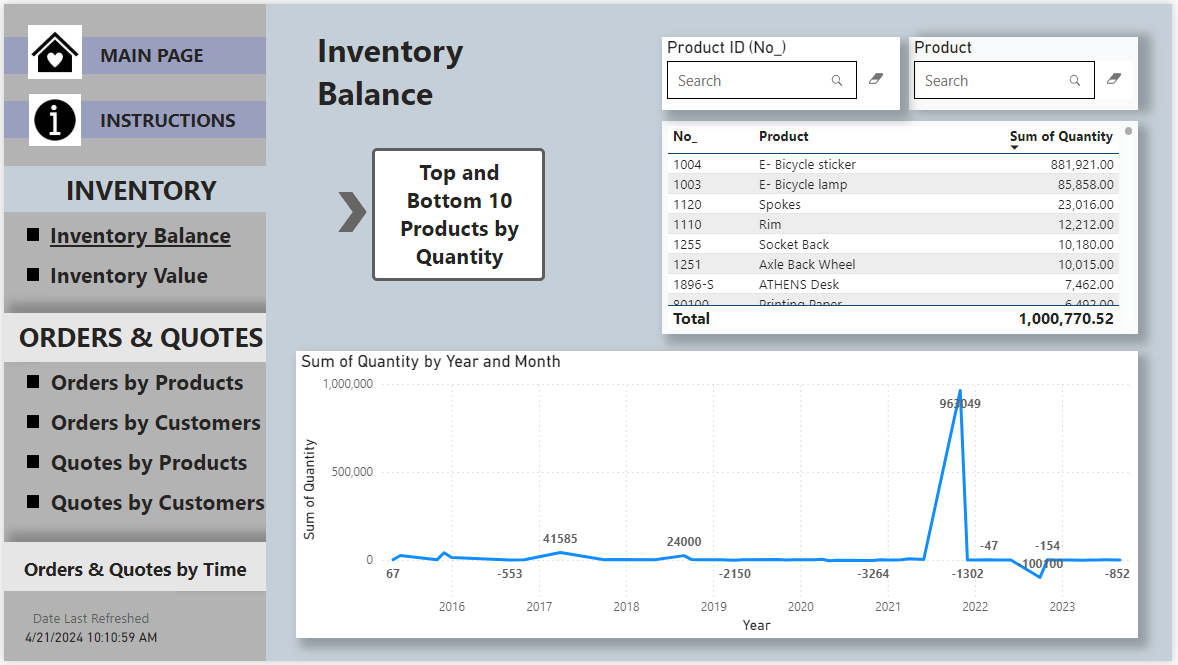 MAIN PAGE
INSTRUCTIONS
INVENTORY
Inventory Balance
Inventory Value
ORDERS & QUOTES
Orders by Products
Orders by Customers
Quotes by Products
Quotes by Customers
Orders & Quotes by Time
Date Last Refreshed
4/21/2024 10:10:59 AM
Inventory
Balance
Top and
Bottom 10
Products by
Quantity
Product ID (No_)
Search
Product
Search
No_ Product Sum of Quantity
1004 E- Bicycle sticker 881,921.00
1003 E- Bicycle lamp 85,858.00
1120 Spokes 23,016.00
1110 Rim 12,212.00
1255 Socket Back 10,180.00
1251 Axle Back Wheel 10,015.00
1896-S ATHENS Desk 7,462.00
80100 Printing Paper 6,492.00
Total 1,000,770.52
Sum of Quantity by Year and Month
Sum of Quantity
1,000,000
500,000
0
963049
41585
24000
-47
-154
-100100
67
-553
-2150
-3264
-1302
-852
2016 2017 2018 2019 2020 2021 2022 2023
Year